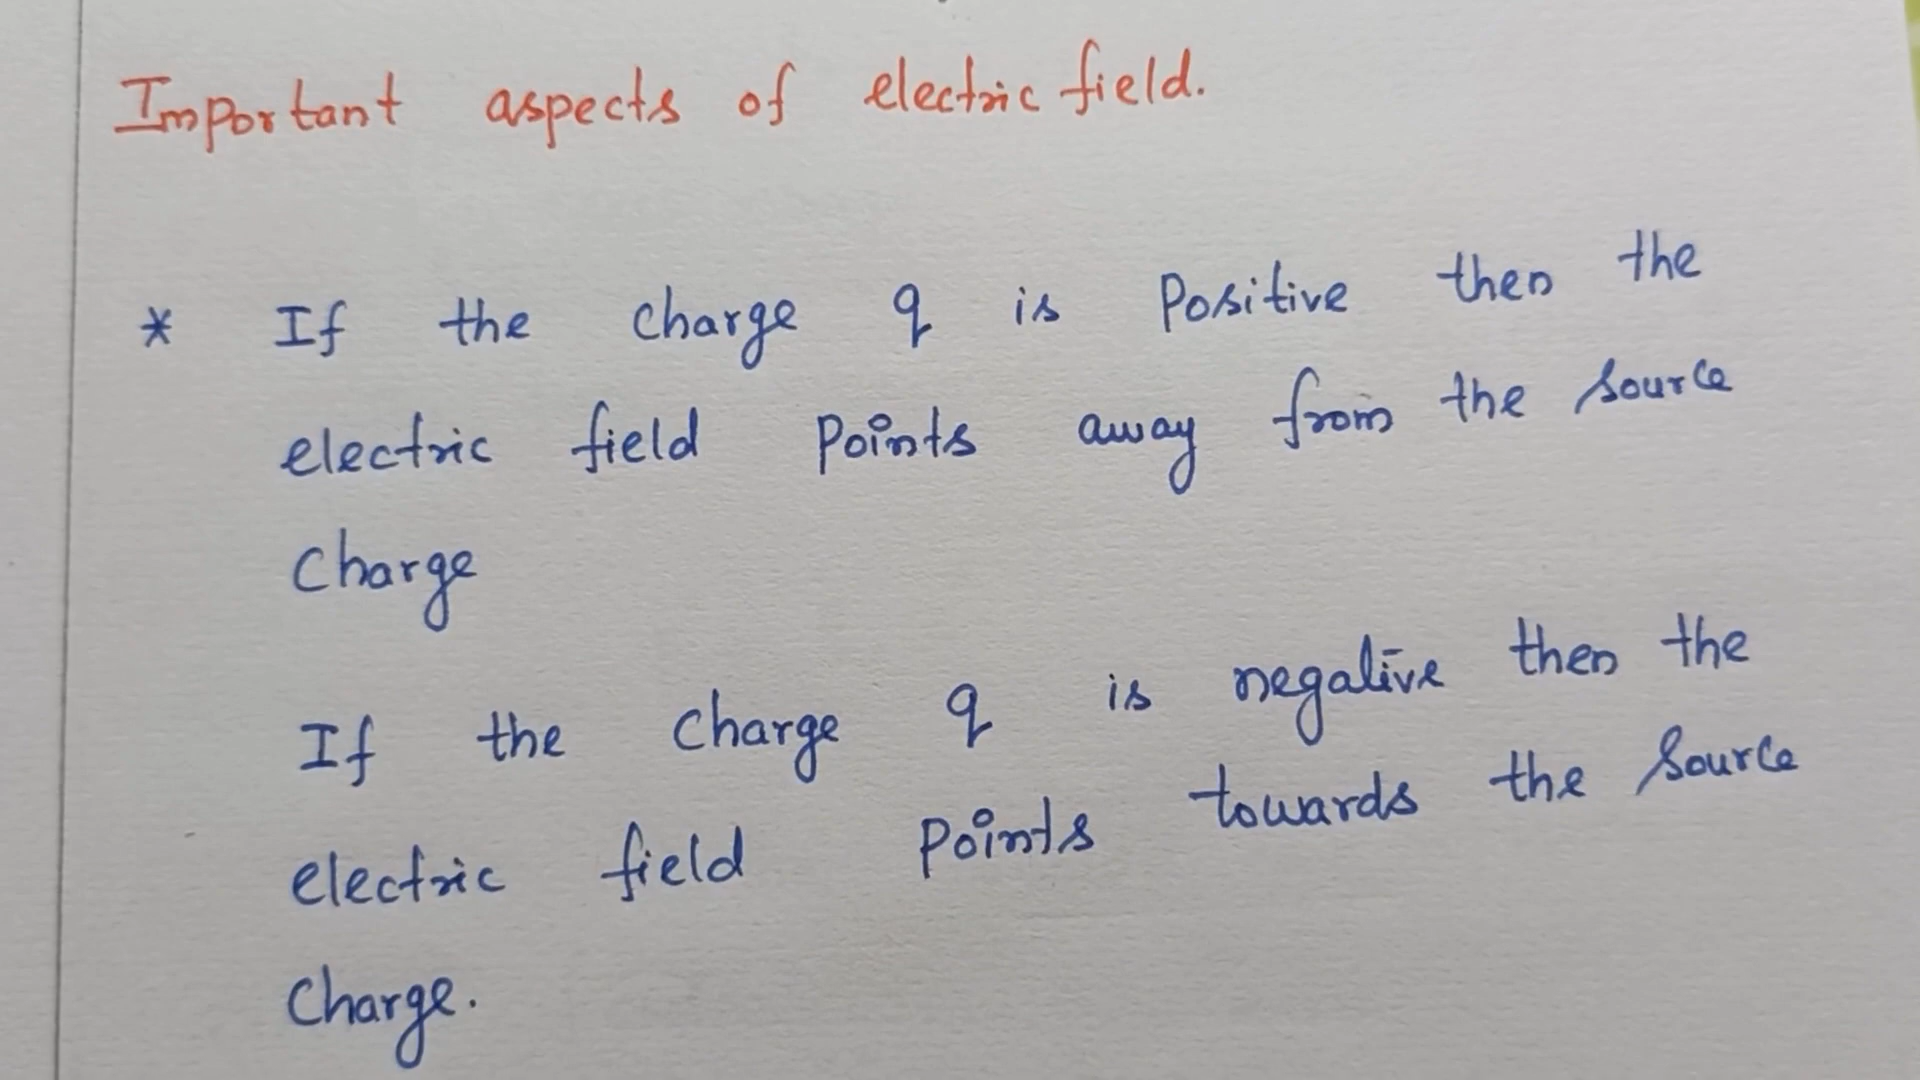 Important aspects of electric field.
* If the charge q is Positive then the
electric field Points away from the source
charge
If the charge q is negative then the
electric field Points towards the source
charge.